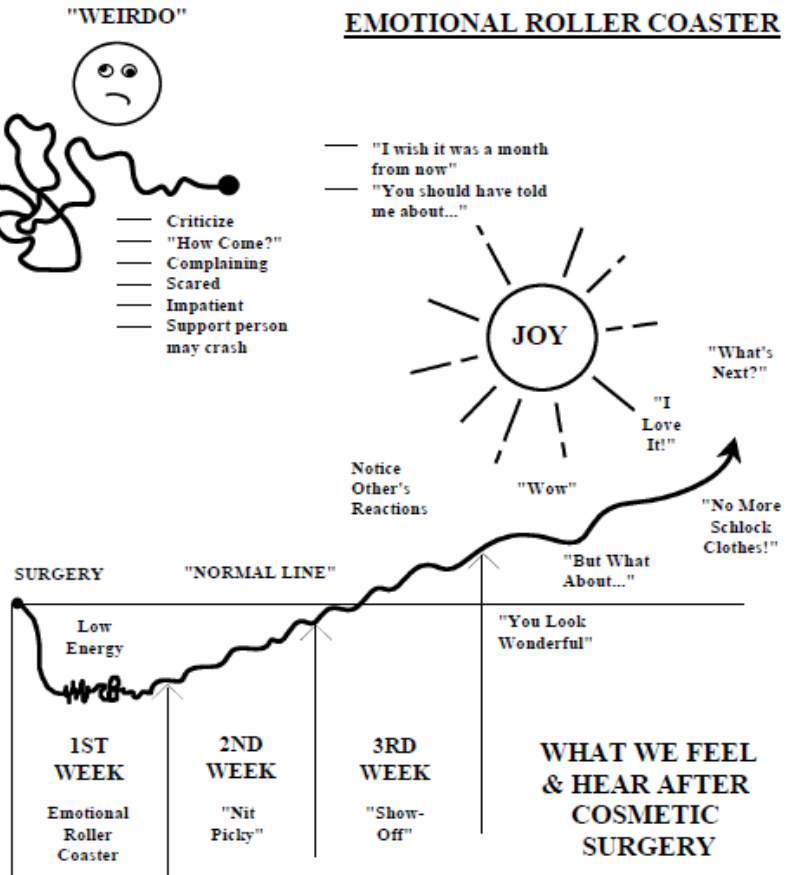 "WEIRDO"
EMOTIONAL ROLLER COASTER
"I wish it was a month
from now"
"You should have told
me about..."
Criticize
"How Come?"
Complaining
Scared
Impatient
Support person
may crash
JOY
"What's
Next?"
"I
Love
It!"
Notice
Other's
Reactions
"Wow"
"No More
Schlock
Clothes!"
"But What
About..."
SURGERY
"NORMAL LINE"
Low
Energy
"You Look
Wonderful"
1ST
WEEK
Emotional
Roller
Coaster
2ND
WEEK
"Nit
Picky"
3RD
WEEK
"Show-
Off"
WHAT WE FEEL
& HEAR AFTER
COSMETIC
SURGERY